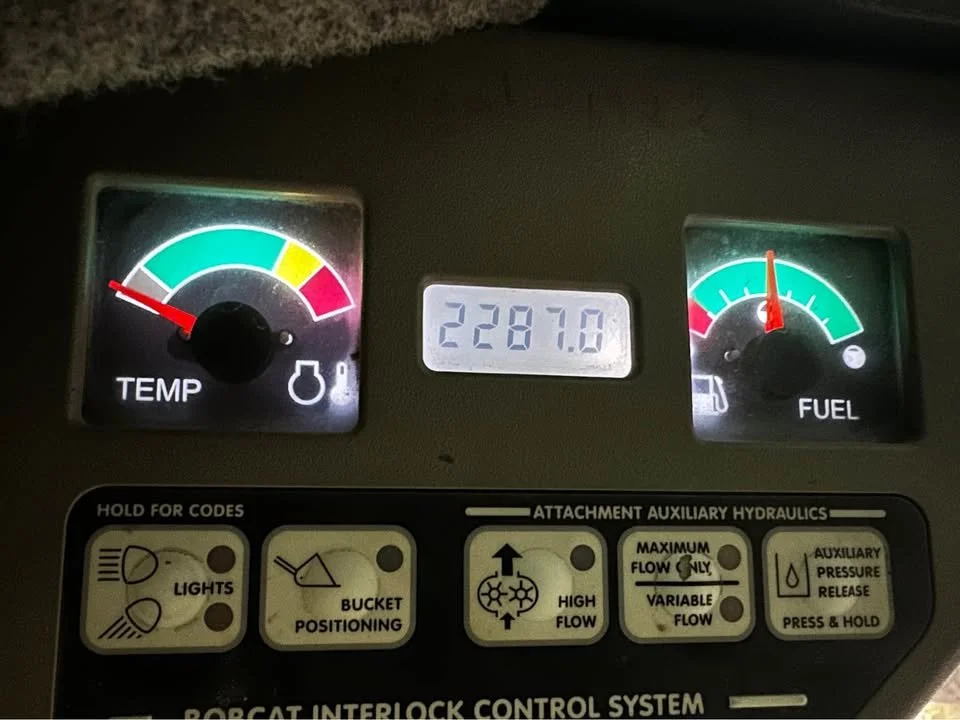 2287.0
TEMP
FUEL
HOLD FOR CODES
ATTACHMENT AUXILIARY HYDRAULICS
LIGHTS
BUCKET
POSITIONING
HIGH
FLOW
MAXIMUM
FLOW ONLY
VARIABLE
FLOW
AUXILIARY
PRESSURE
RELEASE
PRESS & HOLD
BOBCAT INTERLOCK CONTROL SYSTEM